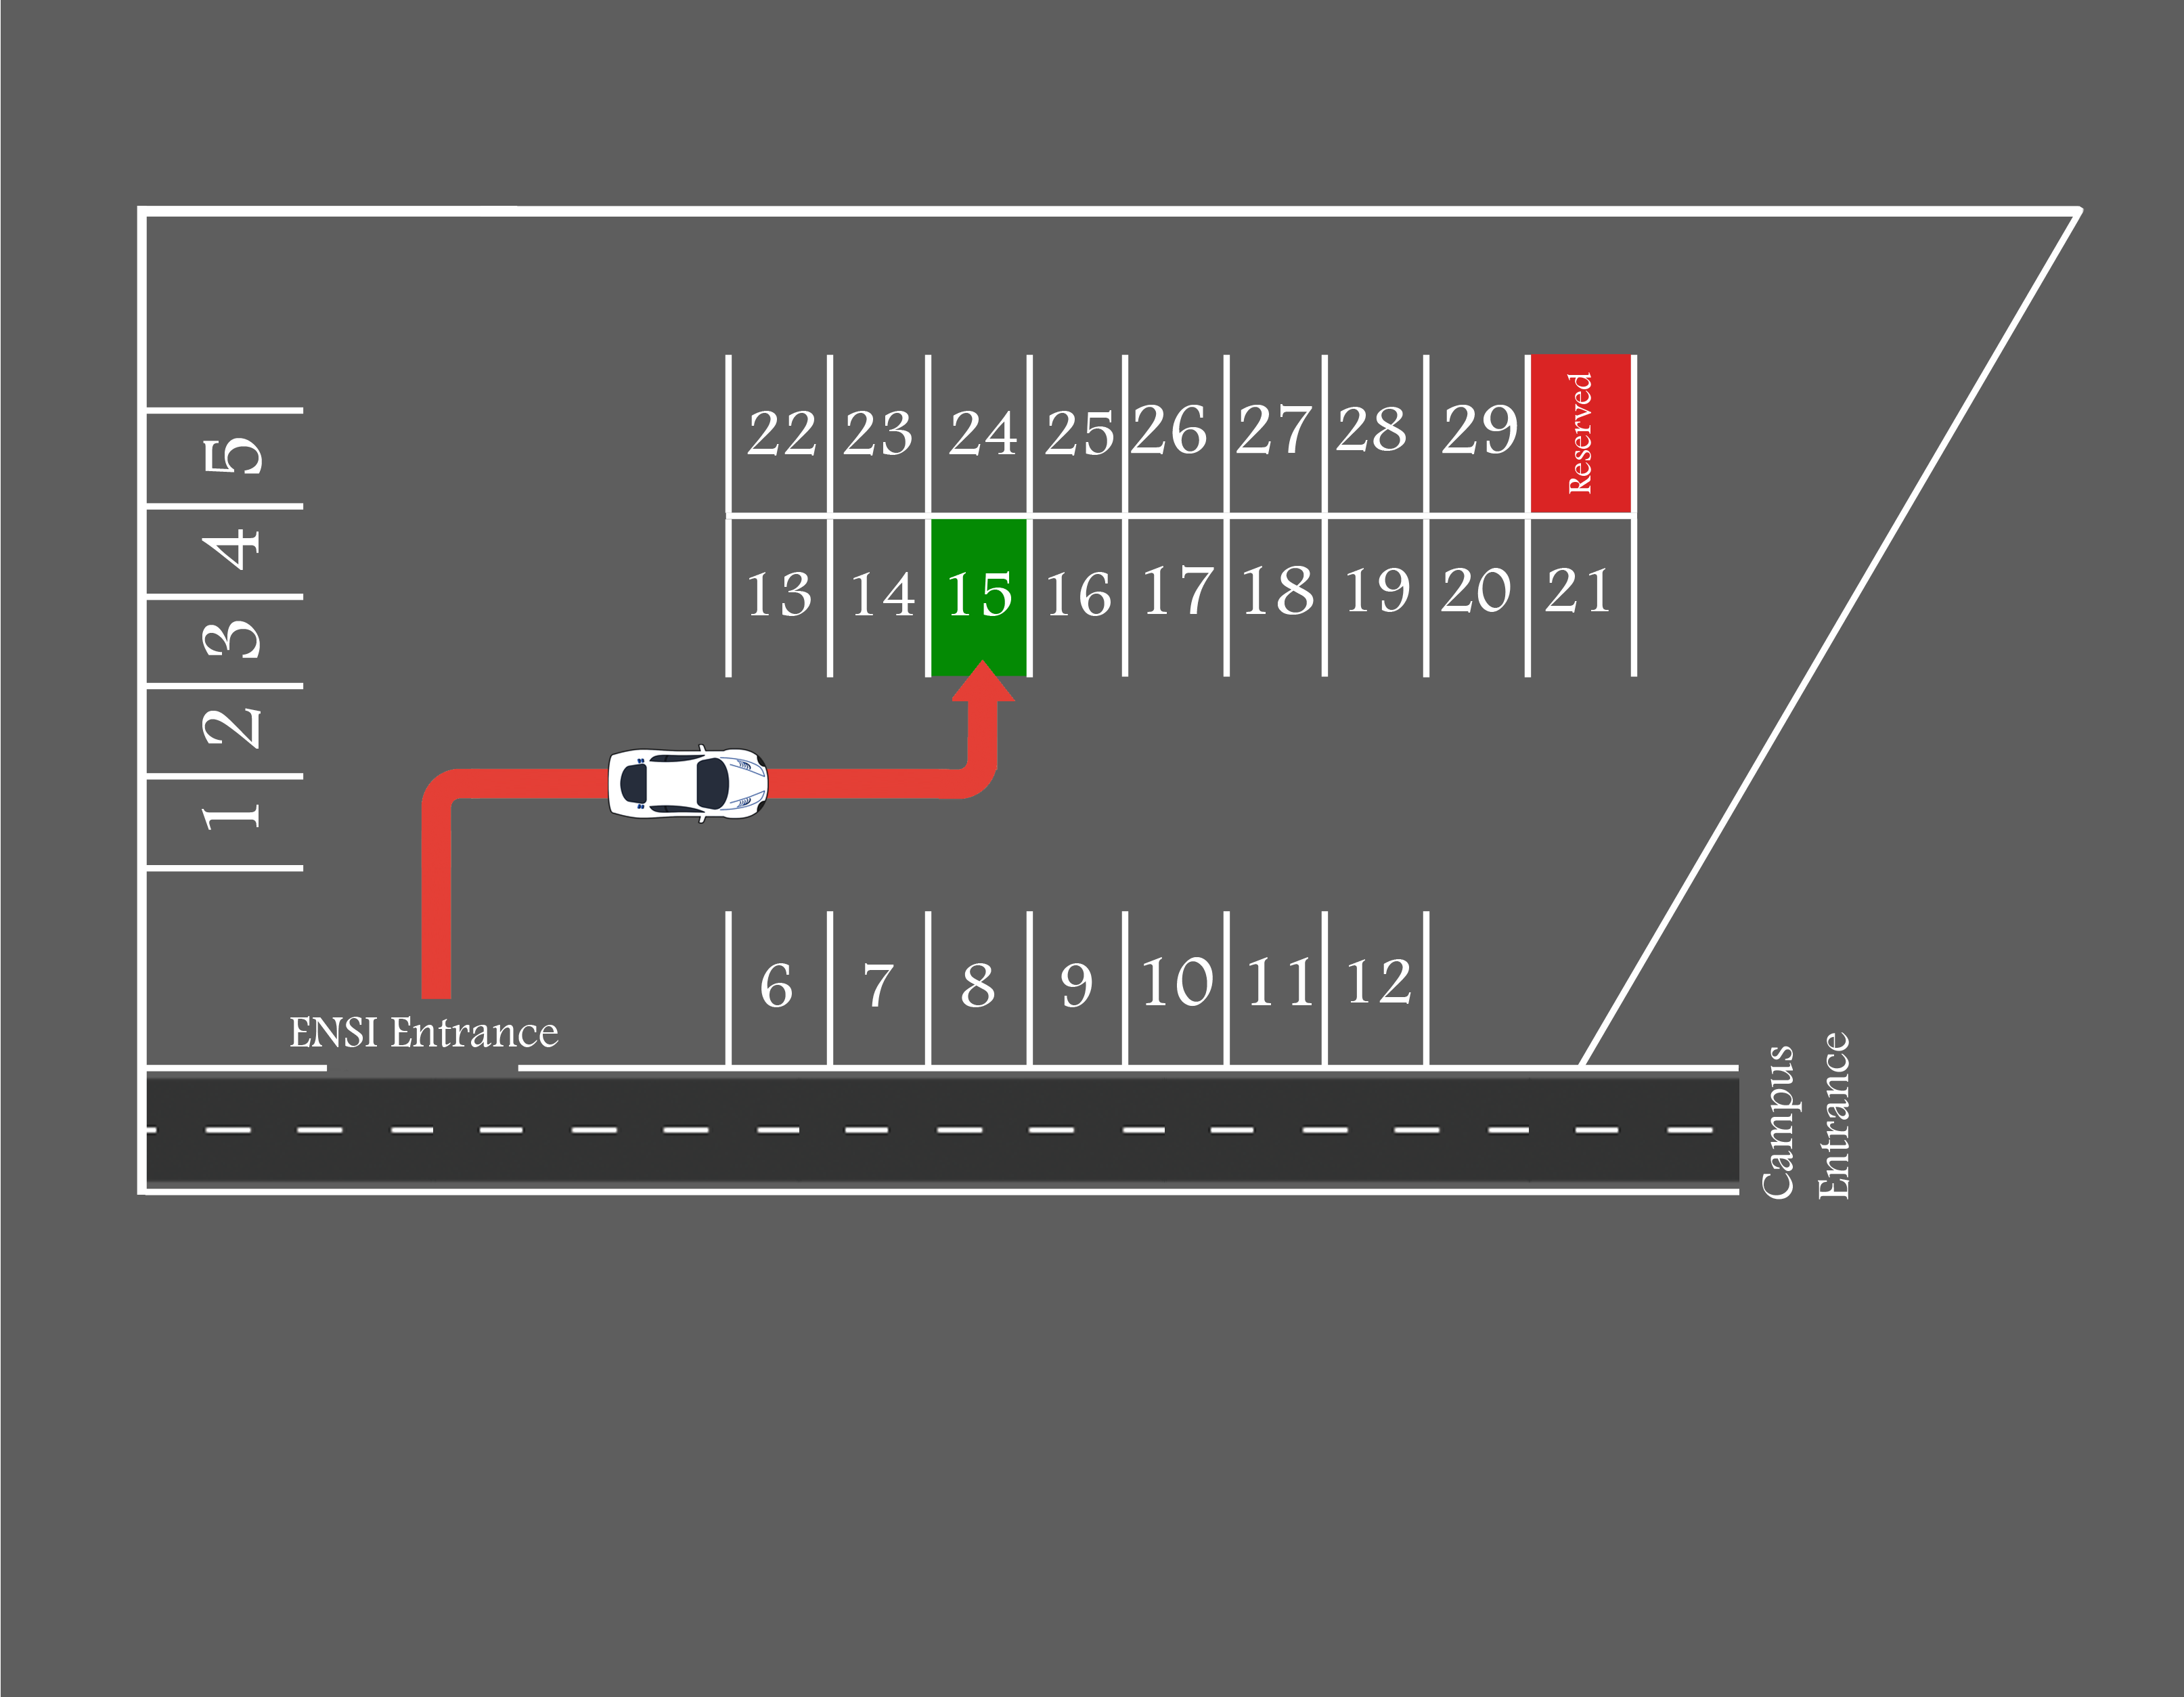 22 23 24 25 26 27 28 29 Reserved
5
4
3
2
1
13 14 15 16 17 18 19 20 21
6 7 8 9 10 11 12
ENSI Entrance
Campus
Entrance